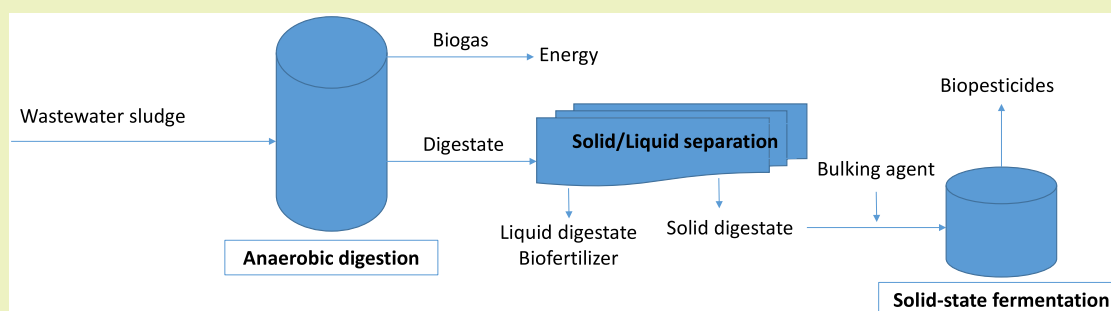 Biogas
Energy
Wastewater sludge
Digestate
Solid/Liquid separation
Biopesticides
Bulking agent
Liquid digestate
Biofertilizer
Solid digestate
Anaerobic digestion
Solid-state fermentation